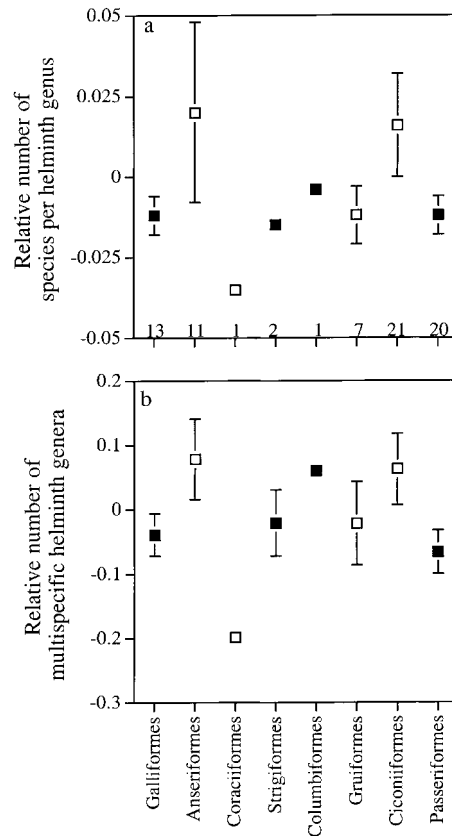 a
Relative number of
species per helminth genus
0.05
0.025
0
-0.025
-0.05
13 11 1 2 1 7 21 20
b
Relative number of
multispecific helminth genera
0.2
0.1
0
-0.1
-0.2
-0.3
Galliformes
Anseriformes
Coraciiformes
Strigiformes
Columbiformes
Gruiformes
Ciconiiformes
Passeriformes